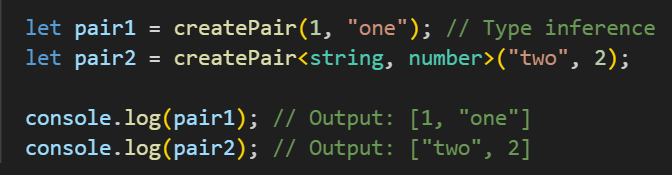 let pair1 = createPair(1, "one"); // Type inference
let pair2 = createPair<string, number>("two", 2);
console.log(pair1); // Output: [1, "one"]
console.log(pair2); // Output: ["two", 2]